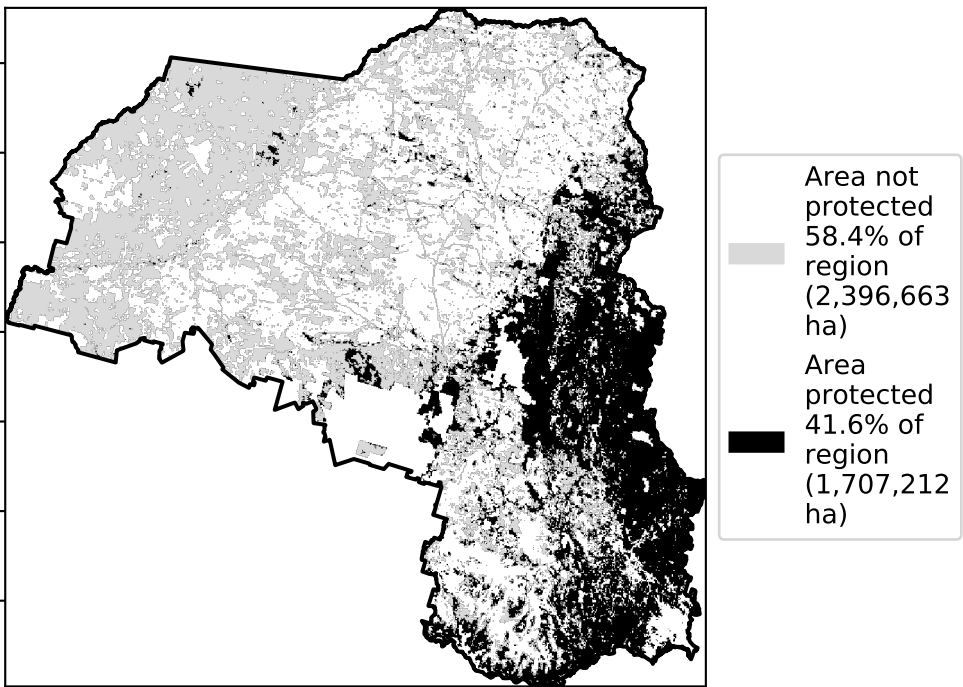 Area not
protected
58.4% of
region
(2,396,663
ha)
Area
protected
41.6% of
region
(1,707,212
ha)